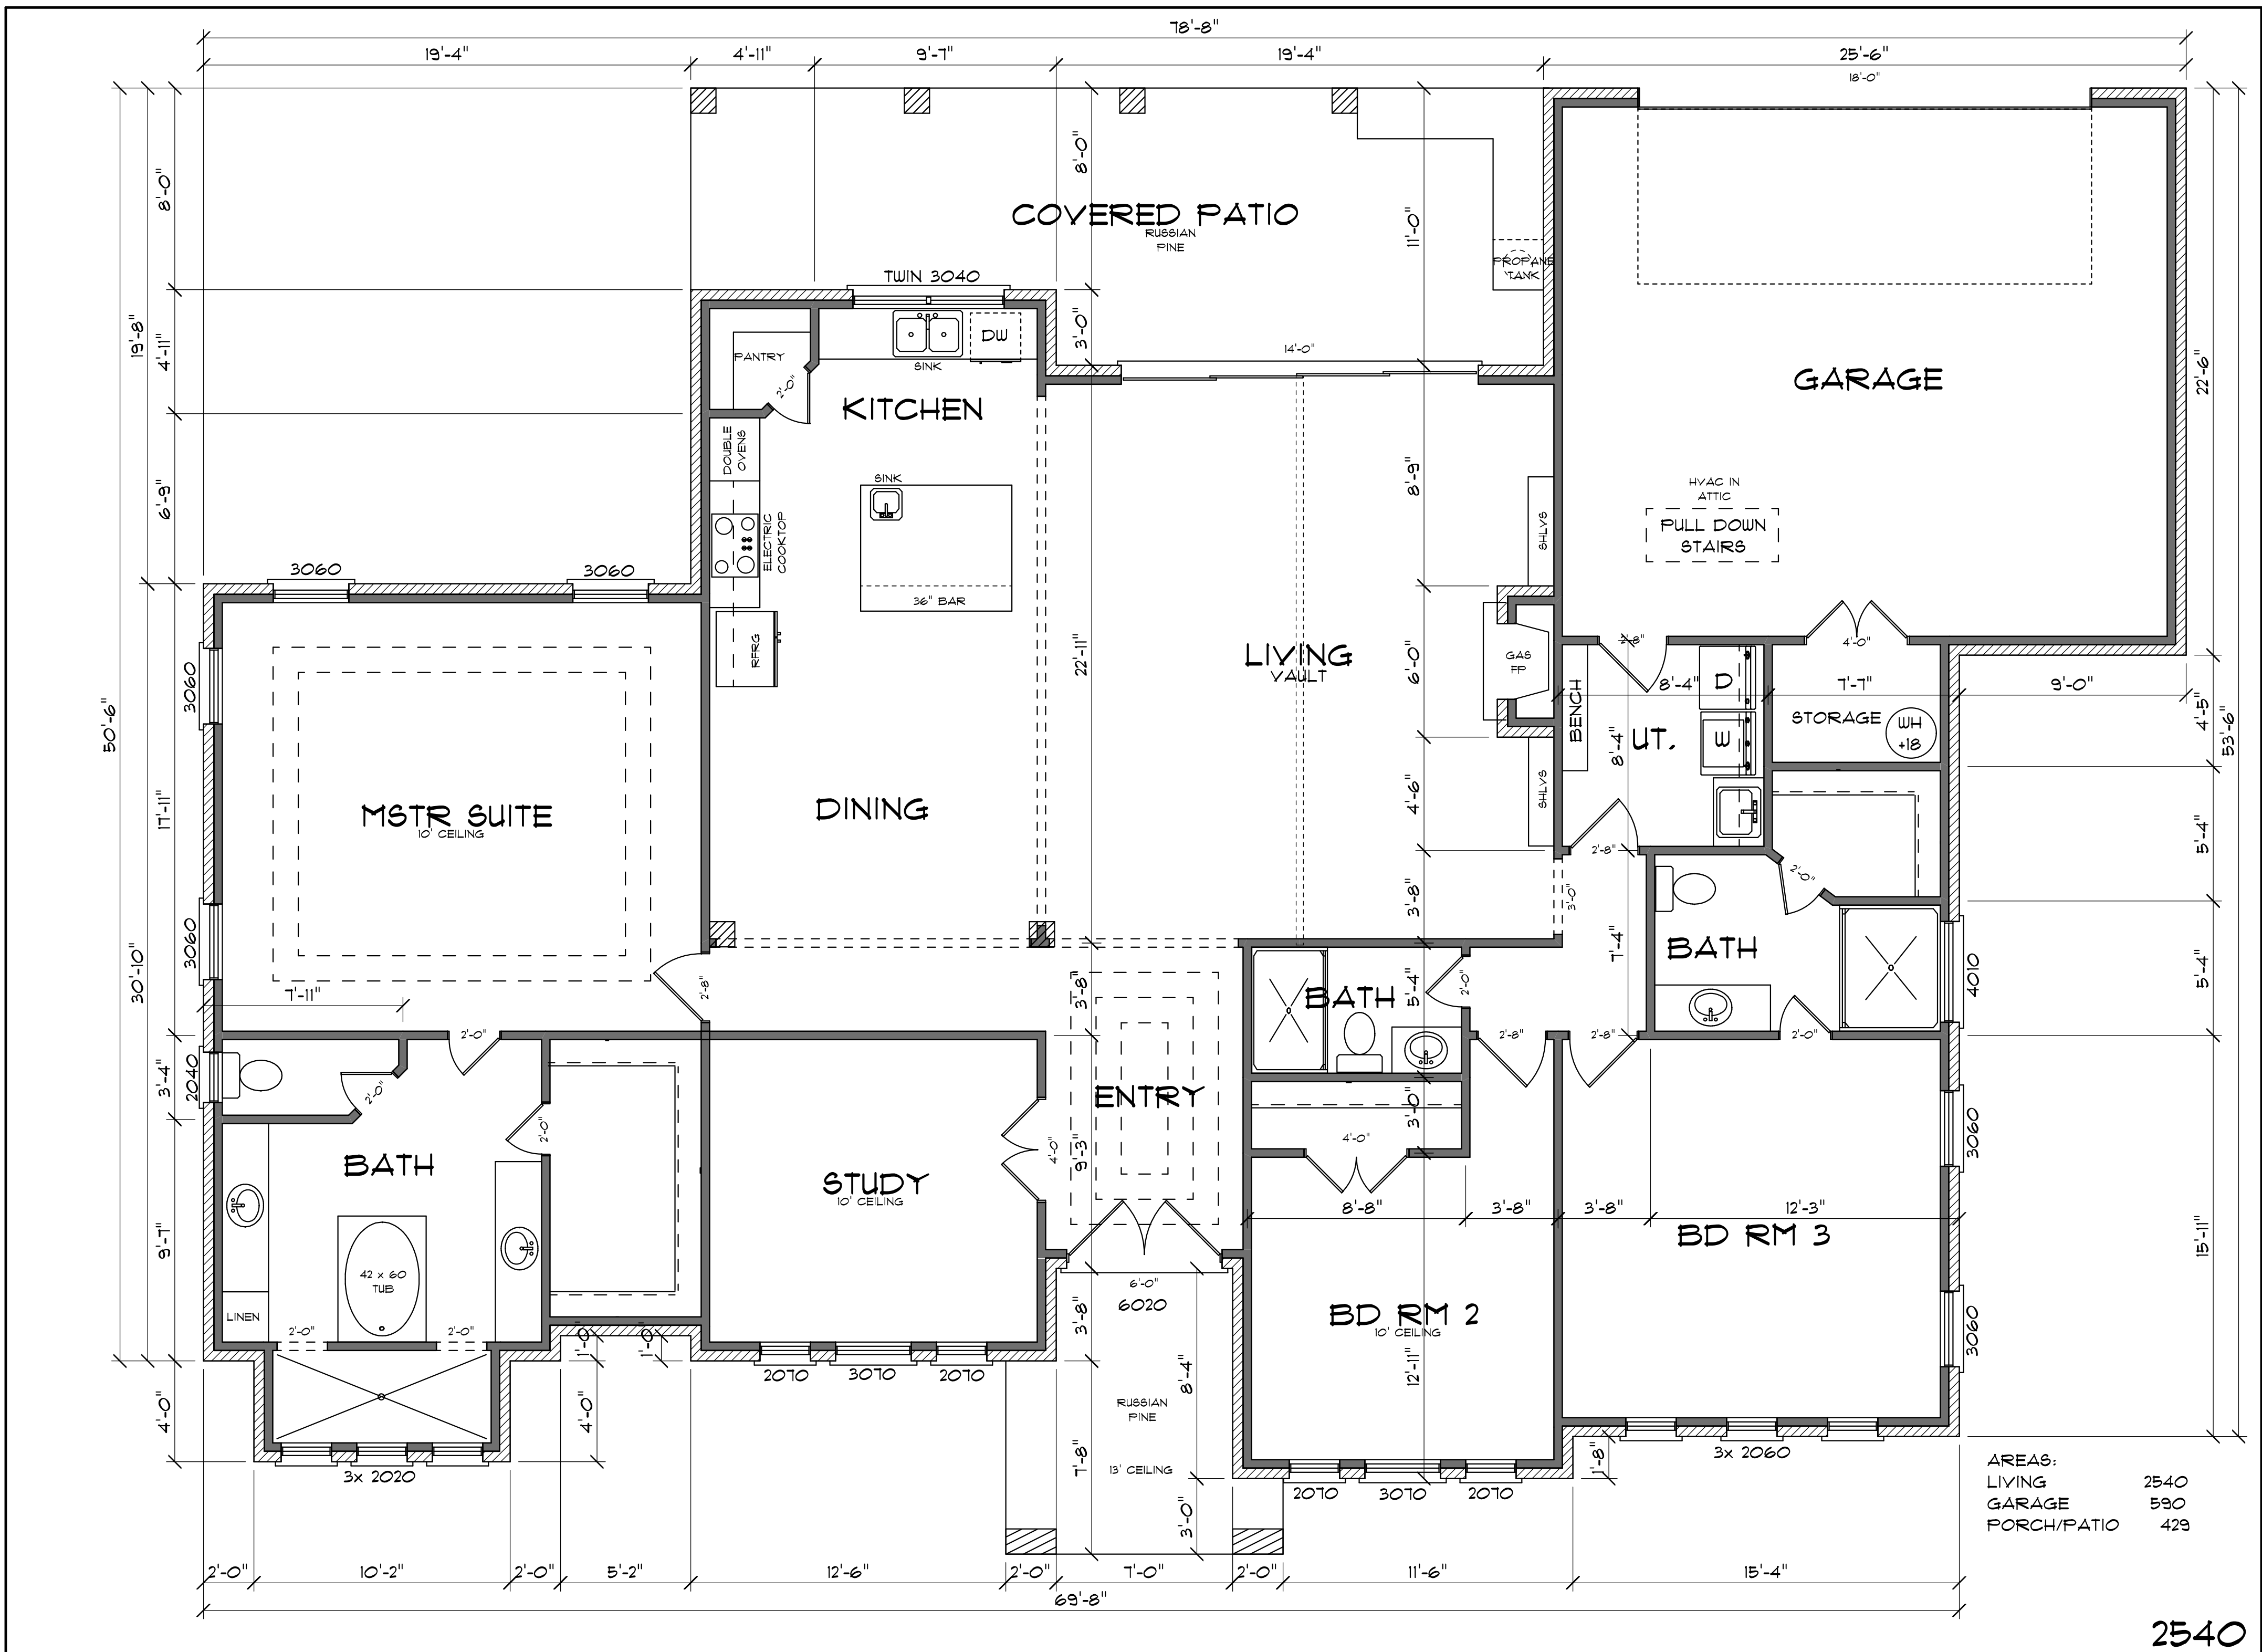 78'-8"
19'-4" 4'-11" 9'-7" 19'-4" 25'-6"
18'-0"
8'-0"
8'-0"
11'-0"
COVERED PATIO
RUSSIAN
PINE
PROPANE
TANK
TWIN 3040
3'-0"
14'-0"
19'-8"
4'-11"
PANTRY
2'-0"
SINK
DW
KITCHEN
GARAGE
22'-6"
DOUBLE
OVENS
6'-9"
SINK
ELECTRIC
COOKTOP
36" BAR
RFRG
8'-9"
SHLVS
HVAC IN
ATTIC
PULL DOWN
STAIRS
3060 3060
50'-6"
3060
22'-11"
LIVING
VAULT
6'-0"
GAS
FP
2'-8"
4'-0"
BENCH
8'-4" 7'-7" 9'-0"
D
W
UT.
8'-4"
STORAGE
WH
+18
4'-5"
53'-6"
17'-11"
MSTR SUITE
10' CEILING
DINING
4'-6"
SHLVS
2'-8"
2'-0"
5'-4"
3'-8"
3'-0"
3060
30'-10"
7'-11"
2'-8"
3'-8"
BATH
5'-4"
2'-0"
7'-4"
BATH
4010
5'-4"
2'-0"
2'-8"
2'-8"
2'-0"
3'-4"
2040
2'-0"
2'-0"
BATH
ENTRY
9'-3"
4'-0"
3'-0"
4'-0"
3060
9'-7"
STUDY
10' CEILING
8'-8" 3'-8" 3'-8" 12'-3"
BD RM 3
15'-11"
42 x 60
TUB
LINEN
2'-0" 2'-0"
1'-0"
1'-0"
6'-0"
6020
3'-8"
BD RM 2
10' CEILING
3060
2070 3070 2070
12'-11"
8'-4"
4'-0"
4'-0"
RUSSIAN
PINE
7'-8"
13' CEILING
3x 2020
3'-0"
2070 3070 2070
1'-8"
3x 2060
AREAS:
LIVING 2540
GARAGE 590
PORCH/PATIO 429
2'-0" 10'-2" 2'-0" 5'-2" 12'-6" 2'-0" 7'-0" 2'-0" 11'-6" 15'-4"
69'-8"
2540